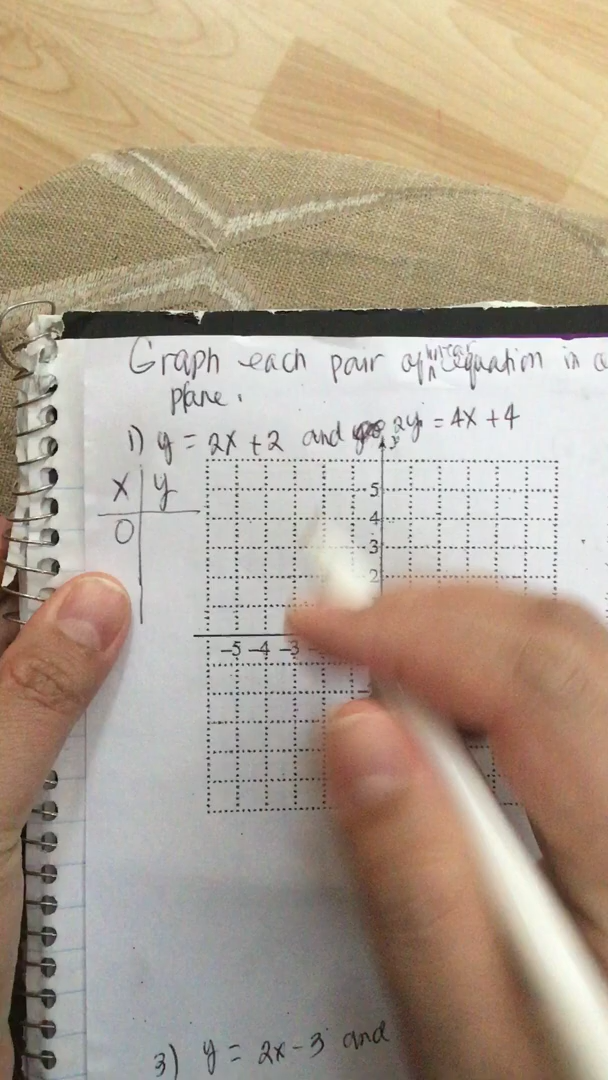 Graph each pair of linear equation in a
plane.
1) y = 2x + 2 and 2y = 4x + 4
x y
0
y
5
4
3
2
-5 -4 -3
3) y = 2x - 3 and